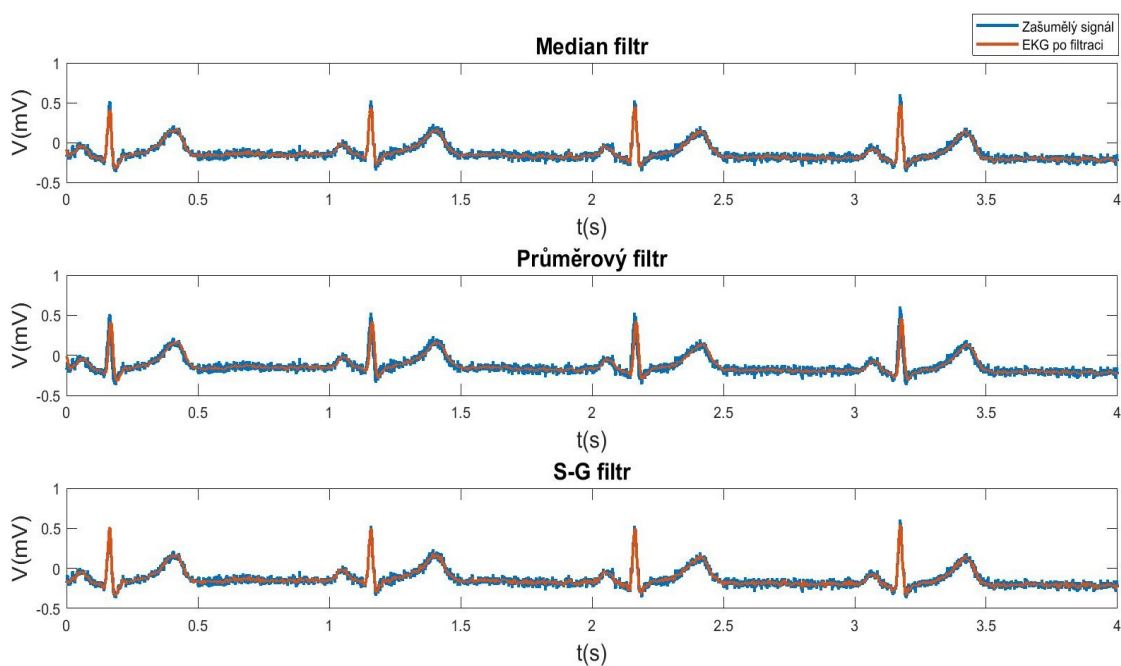 Zašumělý signál
EKG po filtraci
Median filtr
1
0.5
0
-0.5
V(mV)
0 0.5 1 1.5 2 2.5 3 3.5 4
t(s)
Průměrový filtr
1
0.5
0
-0.5
V(mV)
0 0.5 1 1.5 2 2.5 3 3.5 4
t(s)
S-G filtr
1
0.5
0
-0.5
V(mV)
0 0.5 1 1.5 2 2.5 3 3.5 4
t(s)